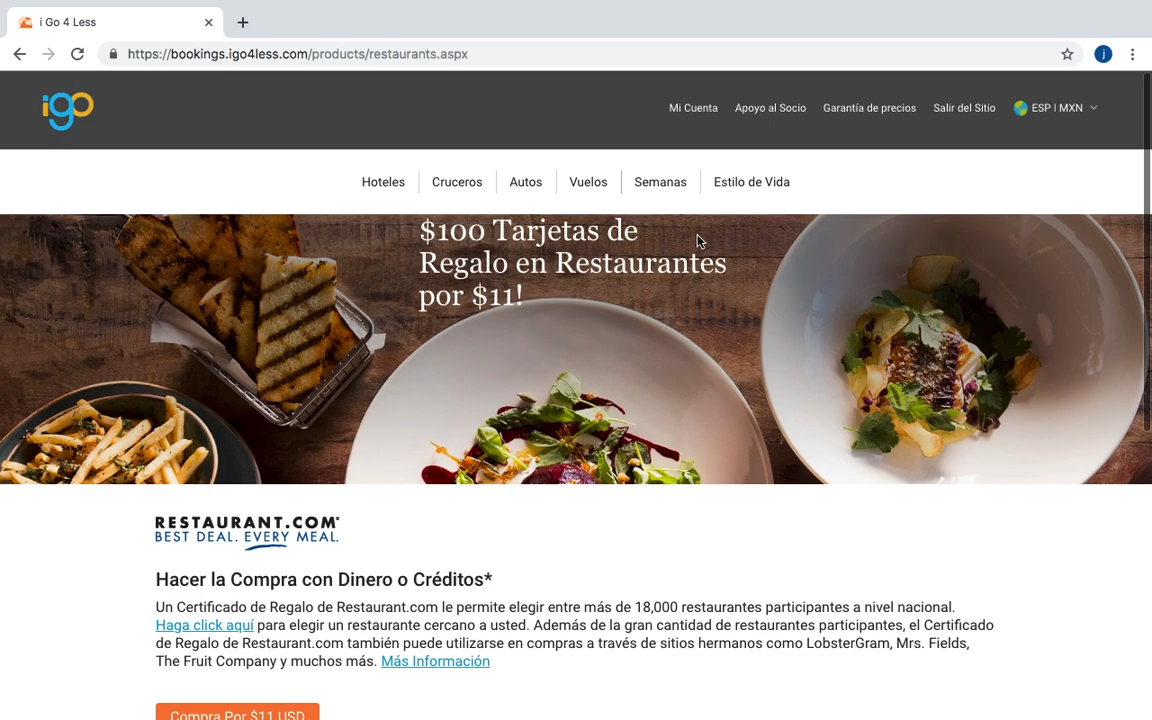 i Go 4 Less
https://bookings.igo4less.com/products/restaurants.aspx
j
igo
Mi Cuenta
Apoyo al Socio
Garantía de precios
Salir del Sitio
ESP | MXN
Hoteles
Cruceros
Autos
Vuelos
Semanas
Estilo de Vida
$100 Tarjetas de
Regalo en Restaurantes
por $11!
RESTAURANT.COM®
BEST DEAL. EVERY MEAL.
Hacer la Compra con Dinero o Créditos*
Un Certificado de Regalo de Restaurant.com le permite elegir entre más de 18,000 restaurantes participantes a nivel nacional.
Haga click aquí para elegir un restaurante cercano a usted. Además de la gran cantidad de restaurantes participantes, el Certificado
de Regalo de Restaurant.com también puede utilizarse en compras a través de sitios hermanos como LobsterGram, Mrs. Fields,
The Fruit Company y muchos más. Más Información
Compra Por $11 USD